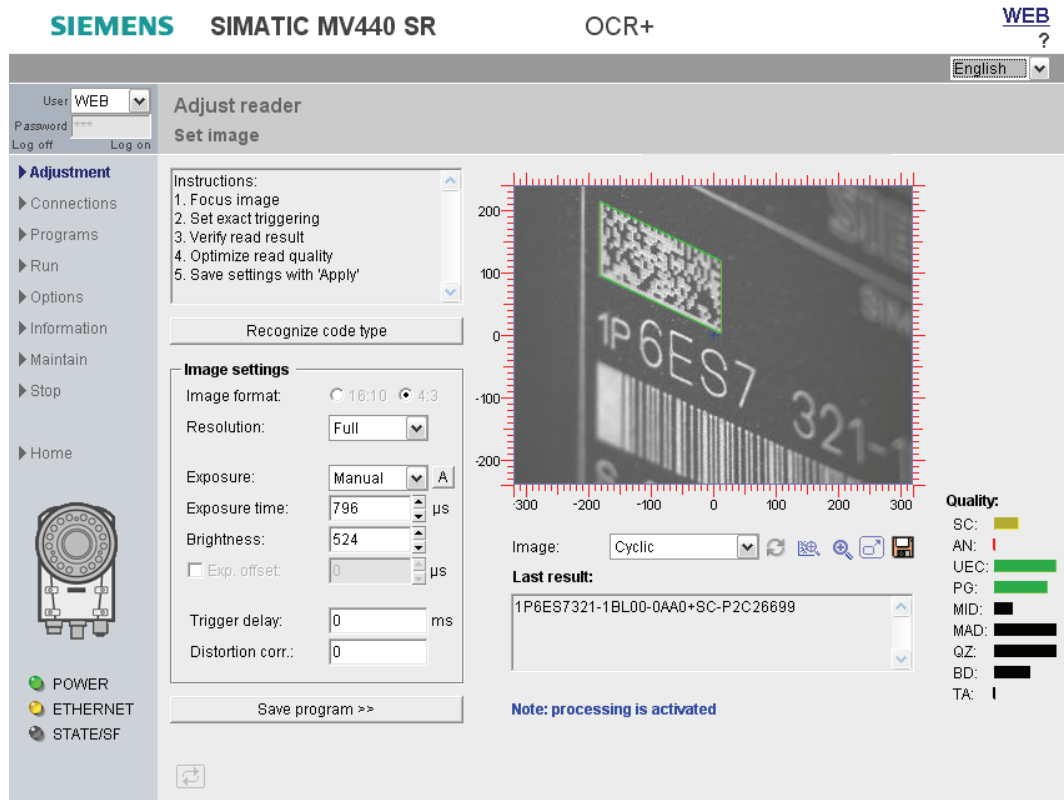 SIEMENS SIMATIC MV440 SR OCR+ WEB
?
English
User WEB
Password ***
Log off Log on
Adjust reader
Set image
Adjustment
Connections
Programs
Run
Options
Information
Maintain
Stop
Home
POWER
ETHERNET
STATE/SF
Instructions:
1. Focus image
2. Set exact triggering
3. Verify read result
4. Optimize read quality
5. Save settings with 'Apply'
Recognize code type
Image settings
Image format: 16:10 4:3
Resolution: Full
Exposure: Manual A
Exposure time: 796 µs
Brightness: 524
Exp. offset: 0 µs
Trigger delay: 0 ms
Distortion corr.: 0
Save program >>
200
100
0
-100
-200
-300 -200 -100 0 100 200 300
SIE
SIM
1P 6ES7 321-1
S
Image: Cyclic
Last result:
1P6ES7321-1BL00-0AA0+SC-P2C26699
Note: processing is activated
Quality:
SC:
AN:
UEC:
PG:
MID:
MAD:
QZ:
BD:
TA: